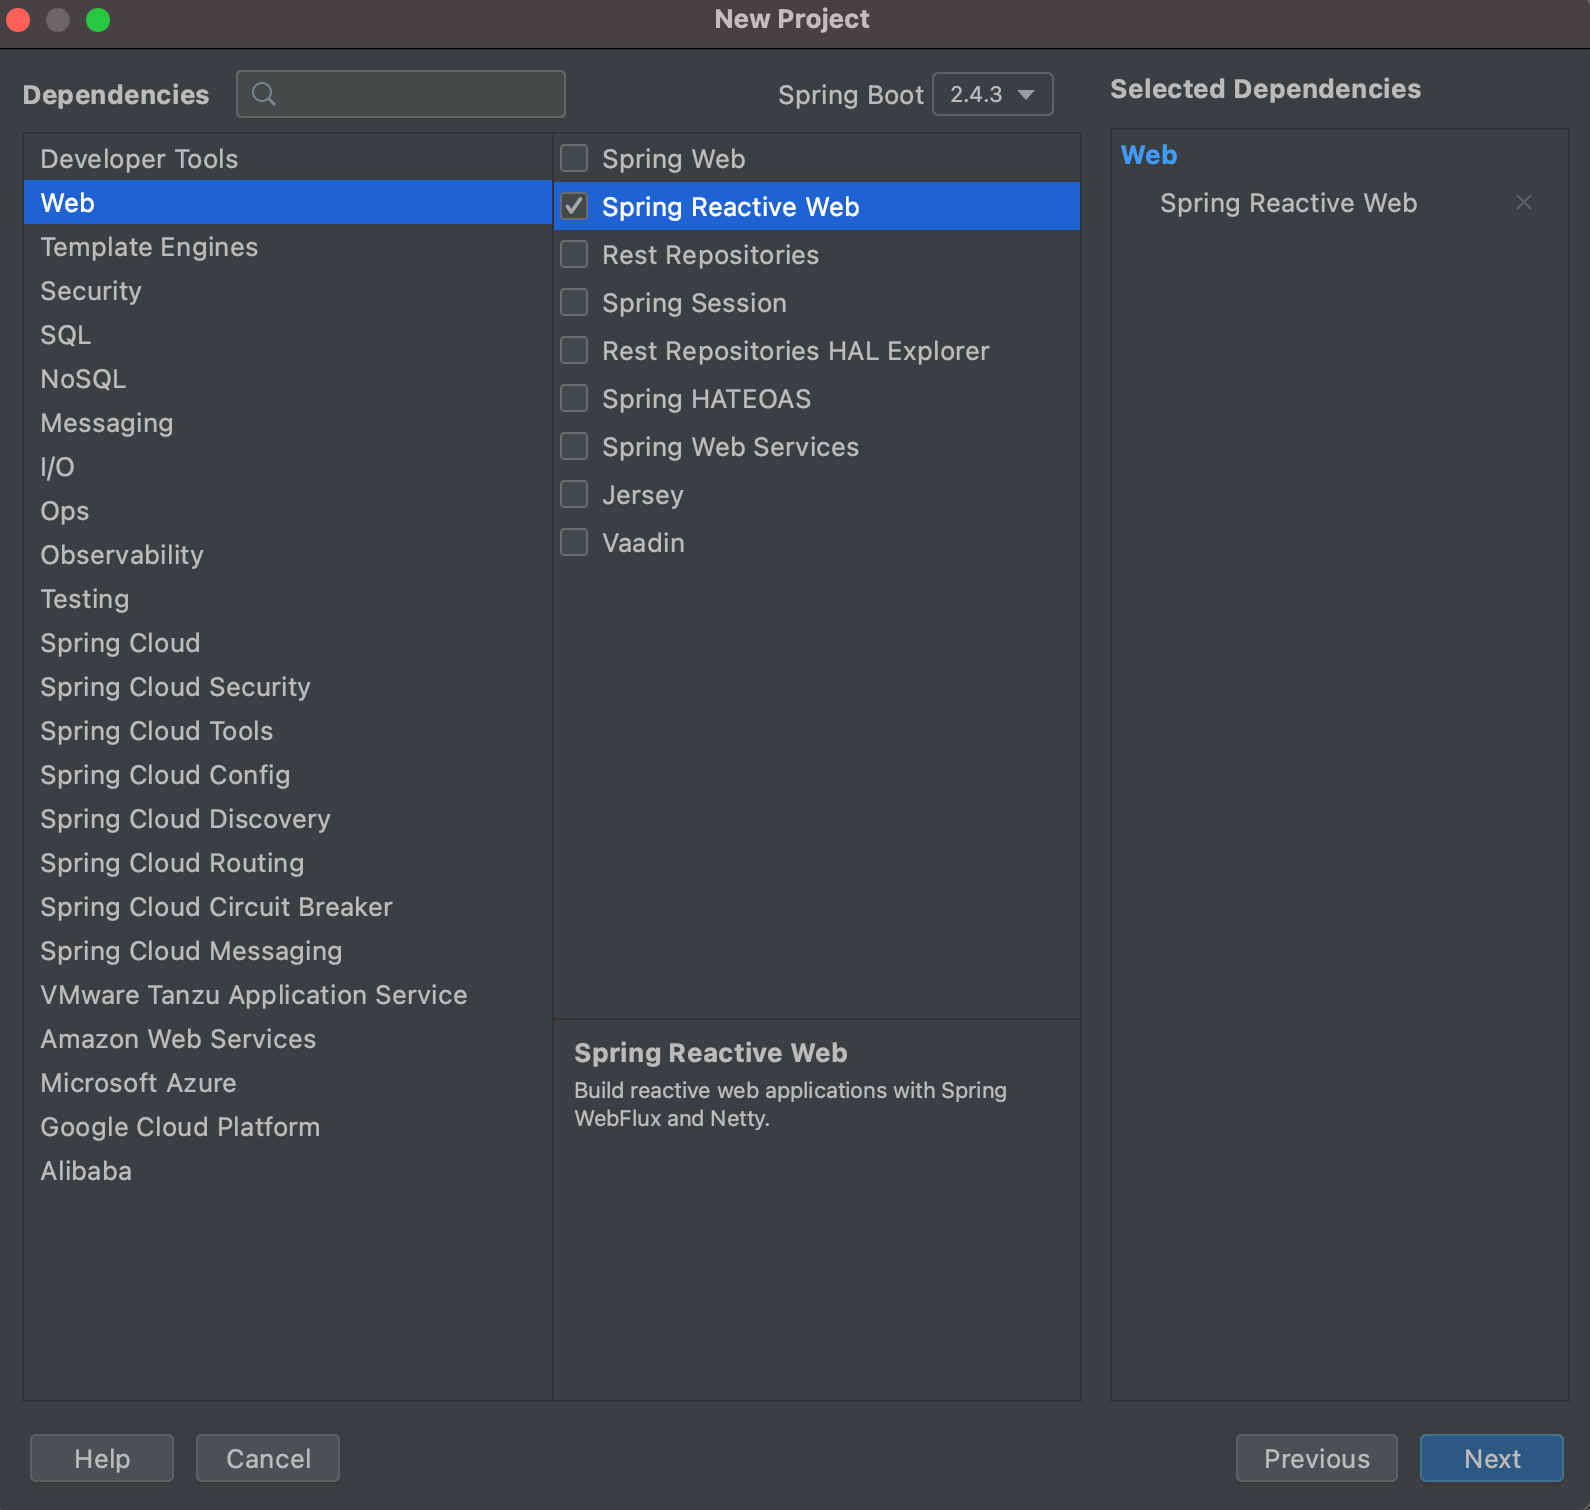 New Project
Dependencies
Spring Boot 2.4.3
Selected Dependencies
Developer Tools
Web
Template Engines
Security
SQL
NoSQL
Messaging
I/O
Ops
Observability
Testing
Spring Cloud
Spring Cloud Security
Spring Cloud Tools
Spring Cloud Config
Spring Cloud Discovery
Spring Cloud Routing
Spring Cloud Circuit Breaker
Spring Cloud Messaging
VMware Tanzu Application Service
Amazon Web Services
Microsoft Azure
Google Cloud Platform
Alibaba
Spring Web
Spring Reactive Web
Rest Repositories
Spring Session
Rest Repositories HAL Explorer
Spring HATEOAS
Spring Web Services
Jersey
Vaadin
Spring Reactive Web
Build reactive web applications with Spring
WebFlux and Netty.
Web
Spring Reactive Web
Help
Cancel
Previous
Next